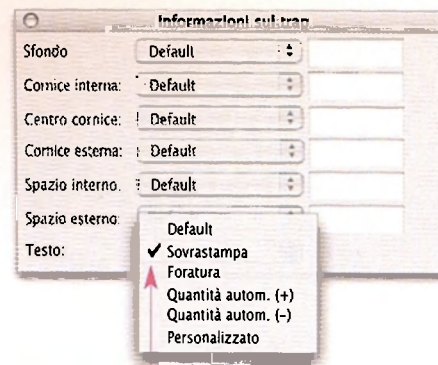 Informazioni sul trap
Sfondo Default
Cornice interna: Default
Centro cornice: Default
Cornice esterna: Default
Spazio interno. Default
Spazio esterno:
Testo:
Default
✓ Sovrastampa
Foratura
Quantità autom. (+)
Quantità autom. (–)
Personalizzato